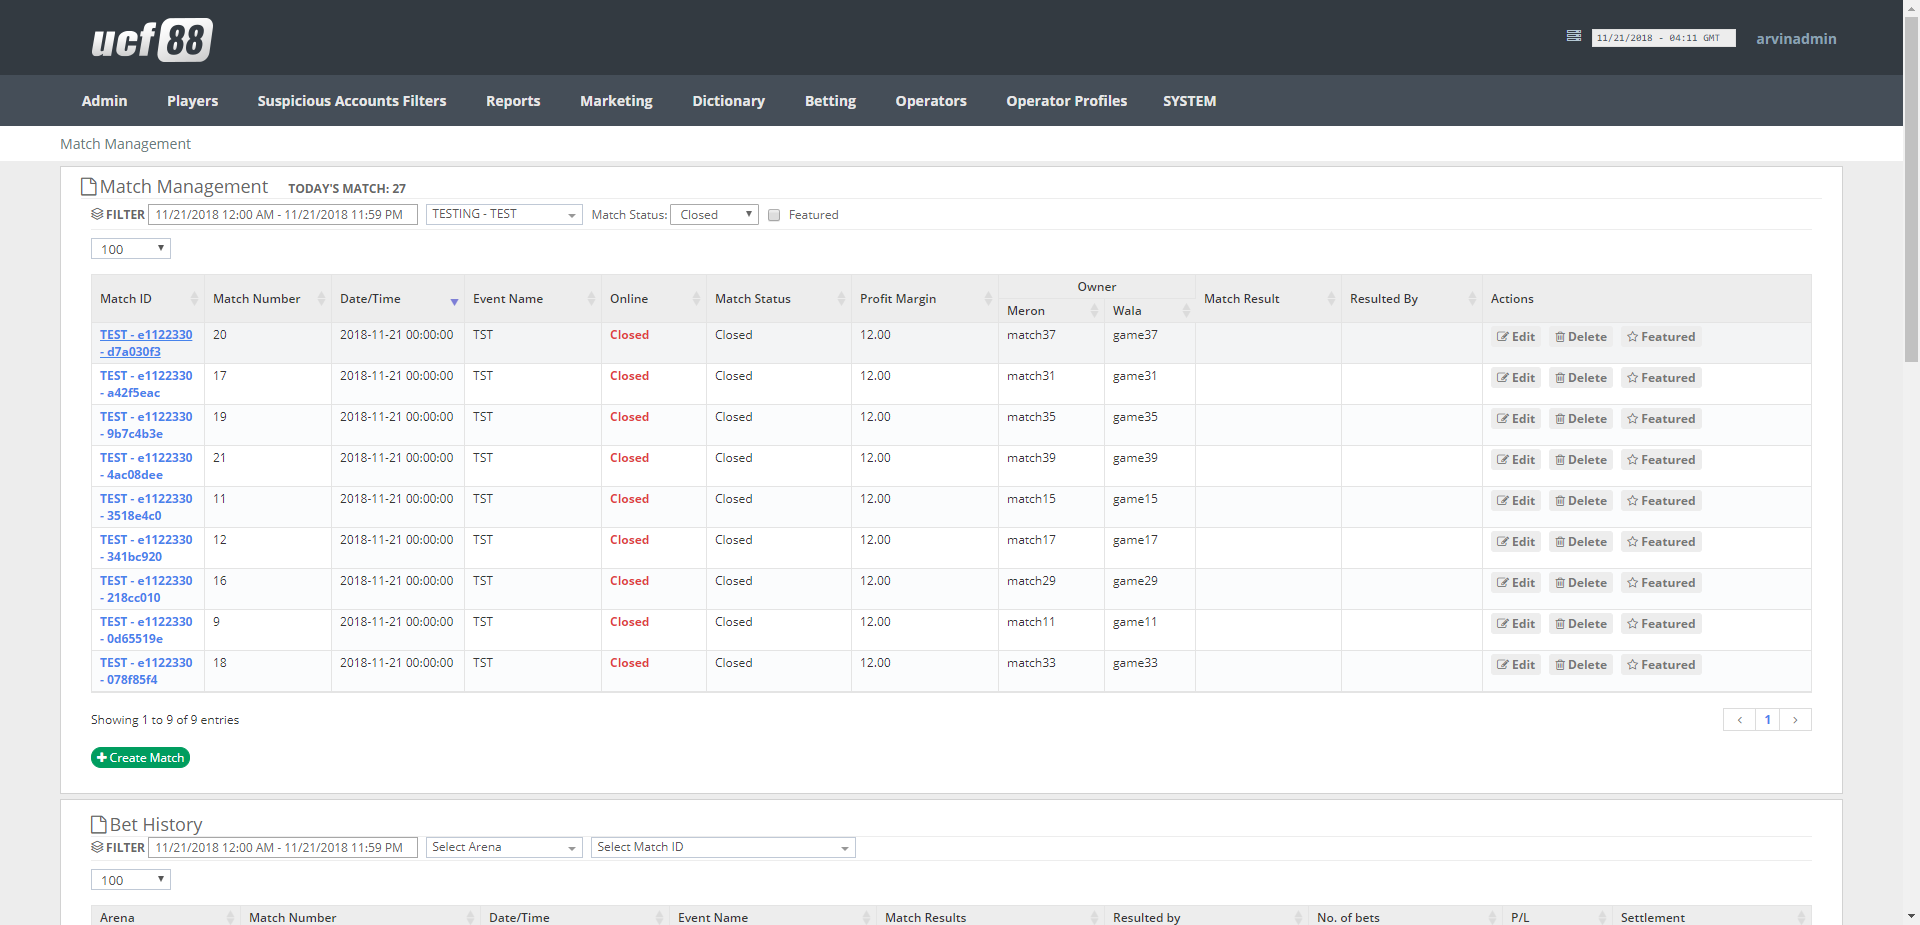 ucf 88
11/21/2018 - 04:11 GMT
arvinadmin
Admin Players Suspicious Accounts Filters Reports Marketing Dictionary Betting Operators Operator Profiles SYSTEM
Match Management
Match Management TODAY'S MATCH: 27
FILTER 11/21/2018 12:00 AM - 11/21/2018 11:59 PM TESTING - TEST Match Status: Closed Featured
100
Match ID Match Number Date/Time Event Name Online Match Status Profit Margin Owner Match Result Resulted By Actions
Meron Wala
TEST - e1122330 20 2018-11-21 00:00:00 TST Closed Closed 12.00 match37 game37 Edit Delete Featured
- d7a030f3
TEST - e1122330 17 2018-11-21 00:00:00 TST Closed Closed 12.00 match31 game31 Edit Delete Featured
- a42f5eac
TEST - e1122330 19 2018-11-21 00:00:00 TST Closed Closed 12.00 match35 game35 Edit Delete Featured
- 9b7c4b3e
TEST - e1122330 21 2018-11-21 00:00:00 TST Closed Closed 12.00 match39 game39 Edit Delete Featured
- 4ac08dee
TEST - e1122330 11 2018-11-21 00:00:00 TST Closed Closed 12.00 match15 game15 Edit Delete Featured
- 3518e4c0
TEST - e1122330 12 2018-11-21 00:00:00 TST Closed Closed 12.00 match17 game17 Edit Delete Featured
- 341bc920
TEST - e1122330 16 2018-11-21 00:00:00 TST Closed Closed 12.00 match29 game29 Edit Delete Featured
- 218cc010
TEST - e1122330 9 2018-11-21 00:00:00 TST Closed Closed 12.00 match11 game11 Edit Delete Featured
- 0d65519e
TEST - e1122330 18 2018-11-21 00:00:00 TST Closed Closed 12.00 match33 game33 Edit Delete Featured
- 078f85f4
Showing 1 to 9 of 9 entries
‹ 1 ›
Create Match
Bet History
FILTER 11/21/2018 12:00 AM - 11/21/2018 11:59 PM Select Arena Select Match ID
100
Arena Match Number Date/Time Event Name Match Results Resulted by No. of bets P/L Settlement